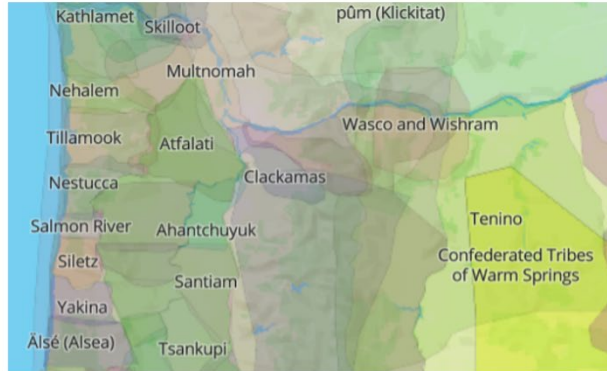 Kathlamet
pûm (Klickitat)
Skilloot
Multnomah
Nehalem
Wasco and Wishram
Tillamook
Atfalati
Clackamas
Nestucca
Tenino
Salmon River
Ahantchuyuk
Confederated Tribes
of Warm Springs
Siletz
Santiam
Yakina
Älsé (Alsea)
Tsankupi